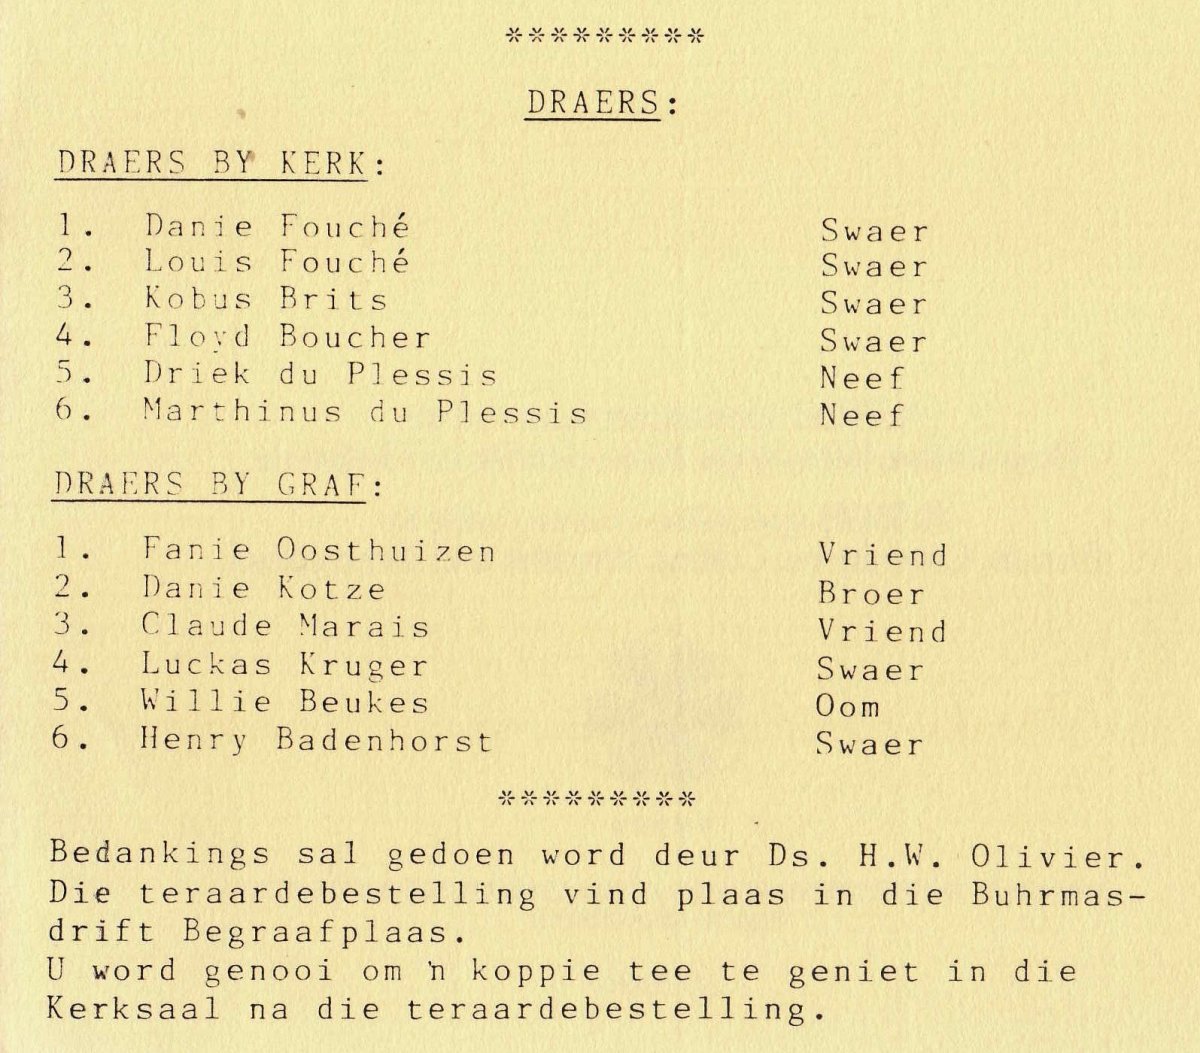 *********
DRAERS:
DRAERS BY KERK:
1. Danie Fouché Swaer
2. Louis Fouché Swaer
3. Kobus Brits Swaer
4. Floyd Boucher Swaer
5. Driek du Plessis Neef
6. Marthinus du Plessis Neef
DRAERS BY GRAF:
1. Fanie Oosthuizen Vriend
2. Danie Kotze Broer
3. Claude Marais Vriend
4. Luckas Kruger Swaer
5. Willie Beukes Oom
6. Henry Badenhorst Swaer
*********
Bedankings sal gedoen word deur Ds. H.W. Olivier.
Die teraardebestelling vind plaas in die Buhrmas-
drift Begraafplaas.
U word genooi om 'n koppie tee te geniet in die
Kerksaal na die teraardebestelling.